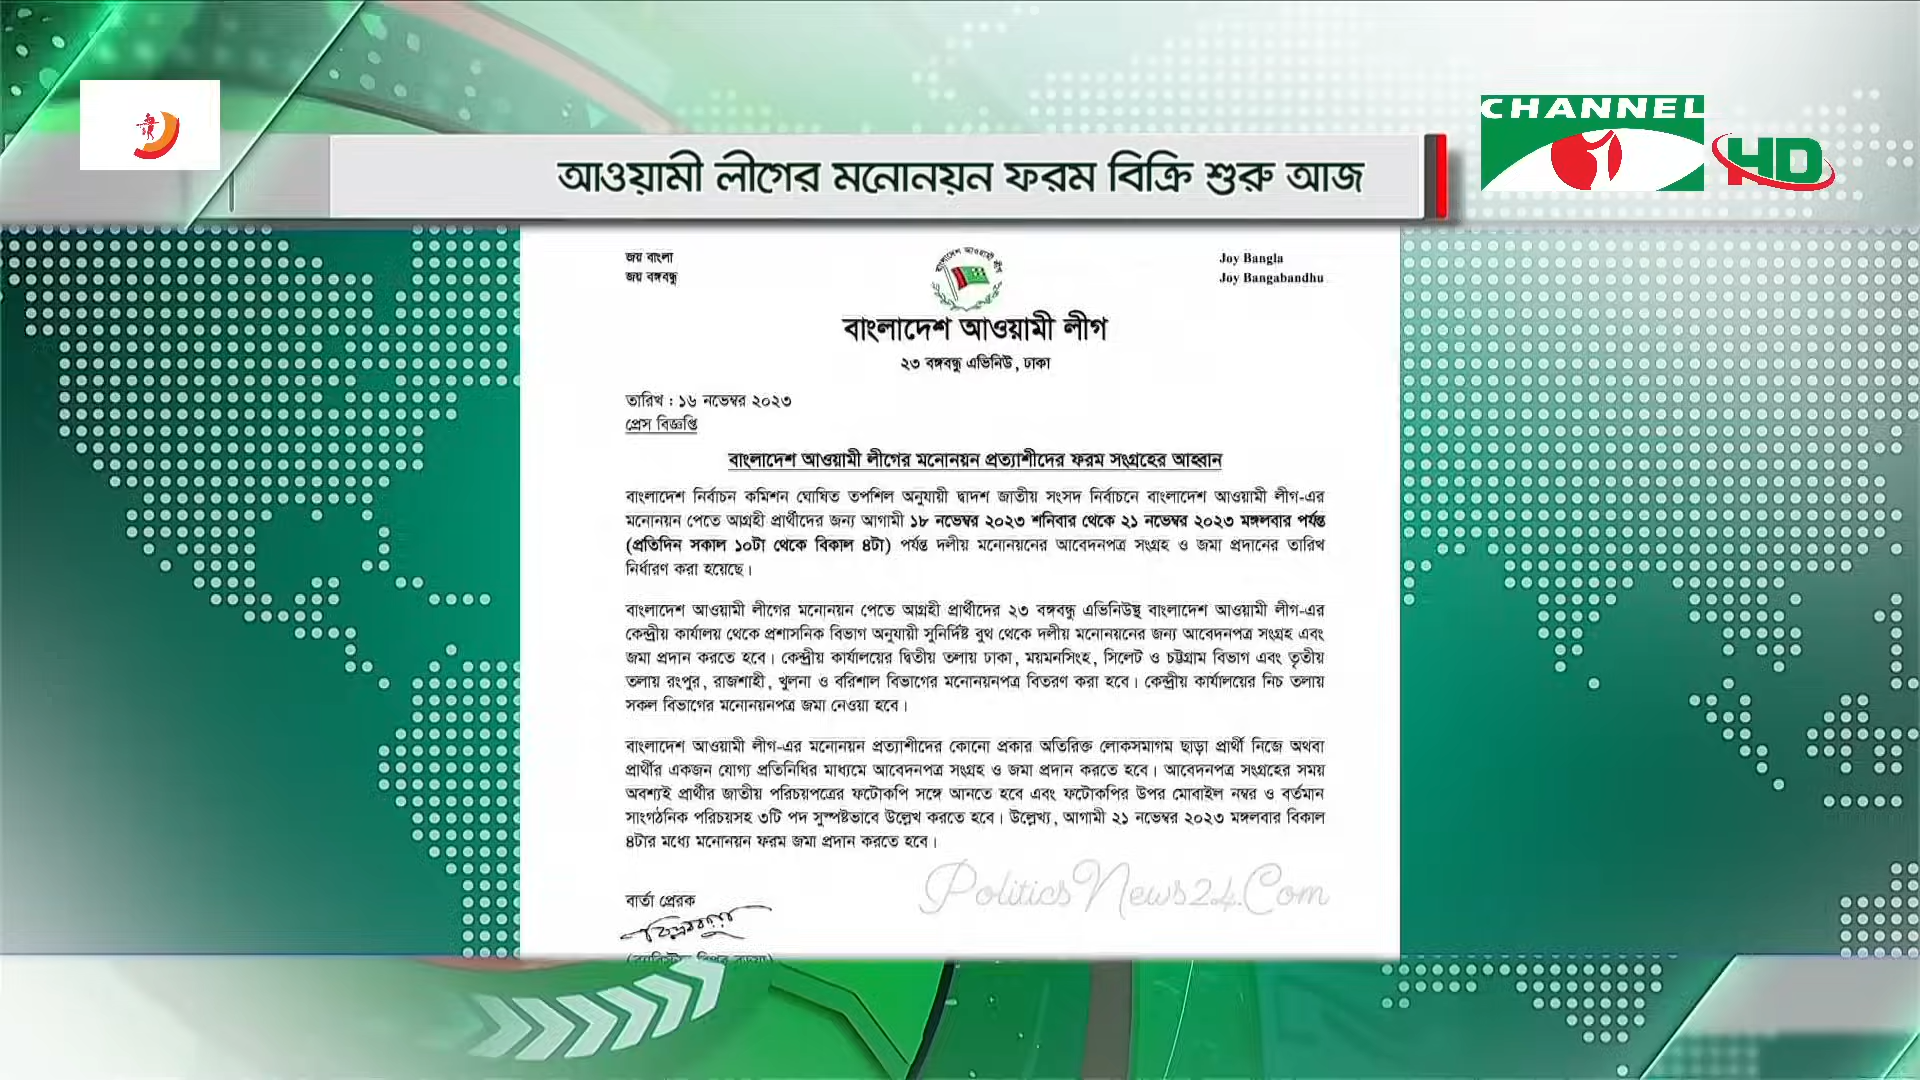 আওয়ামী লীগের মনোনয়ন ফরম বিক্রি শুরু আজ
CHANNEL
HD
জয় বাংলা
জয় বঙ্গবন্ধু
বাংলাদেশ আওয়ামী লীগ
Joy Bangla
Joy Bangabandhu
বাংলাদেশ আওয়ামী লীগ
২৩ বঙ্গবন্ধু এভিনিউ, ঢাকা
তারিখ : ১৬ নভেম্বর ২০২৩
প্রেস বিজ্ঞপ্তি
বাংলাদেশ আওয়ামী লীগের মনোনয়ন প্রত্যাশীদের ফরম সংগ্রহের আহ্বান
বাংলাদেশ নির্বাচন কমিশন ঘোষিত তপশিল অনুযায়ী দ্বাদশ জাতীয় সংসদ নির্বাচনে বাংলাদেশ আওয়ামী লীগ-এর
মনোনয়ন পেতে আগ্রহী প্রার্থীদের জন্য আগামী ১৮ নভেম্বর ২০২৩ শনিবার থেকে ২১ নভেম্বর ২০২৩ মঙ্গলবার পর্যন্ত
(প্রতিদিন সকাল ১০টা থেকে বিকাল ৪টা) পর্যন্ত দলীয় মনোনয়নের আবেদনপত্র সংগ্রহ ও জমা প্রদানের তারিখ
নির্ধারণ করা হয়েছে।
বাংলাদেশ আওয়ামী লীগের মনোনয়ন পেতে আগ্রহী প্রার্থীদের ২৩ বঙ্গবন্ধু এভিনিউস্থ বাংলাদেশ আওয়ামী লীগ-এর
কেন্দ্রীয় কার্যালয় থেকে প্রশাসনিক বিভাগ অনুযায়ী সুনির্দিষ্ট বুথ থেকে দলীয় মনোনয়নের জন্য আবেদনপত্র সংগ্রহ এবং
জমা প্রদান করতে হবে। কেন্দ্রীয় কার্যালয়ের দ্বিতীয় তলায় ঢাকা, ময়মনসিংহ, সিলেট ও চট্টগ্রাম বিভাগ এবং তৃতীয়
তলায় রংপুর, রাজশাহী, খুলনা ও বরিশাল বিভাগের মনোনয়নপত্র বিতরণ করা হবে। কেন্দ্রীয় কার্যালয়ের নিচ তলায়
সকল বিভাগের মনোনয়নপত্র জমা নেওয়া হবে।
বাংলাদেশ আওয়ামী লীগ-এর মনোনয়ন প্রত্যাশীদের কোনো প্রকার অতিরিক্ত লোকসমাগম ছাড়া প্রার্থী নিজে অথবা
প্রার্থীর একজন যোগ্য প্রতিনিধির মাধ্যমে আবেদনপত্র সংগ্রহ ও জমা প্রদান করতে হবে। আবেদনপত্র সংগ্রহের সময়
অবশ্যই প্রার্থীর জাতীয় পরিচয়পত্রের ফটোকপি সঙ্গে আনতে হবে এবং ফটোকপির উপর মোবাইল নম্বর ও বর্তমান
সাংগঠনিক পরিচয়সহ ৩টি পদ সুস্পষ্টভাবে উল্লেখ করতে হবে। উল্লেখ্য, আগামী ২১ নভেম্বর ২০২৩ মঙ্গলবার বিকাল
৪টার মধ্যে মনোনয়ন ফরম জমা প্রদান করতে হবে।
PoliticsNews24.Com
বার্তা প্রেরক